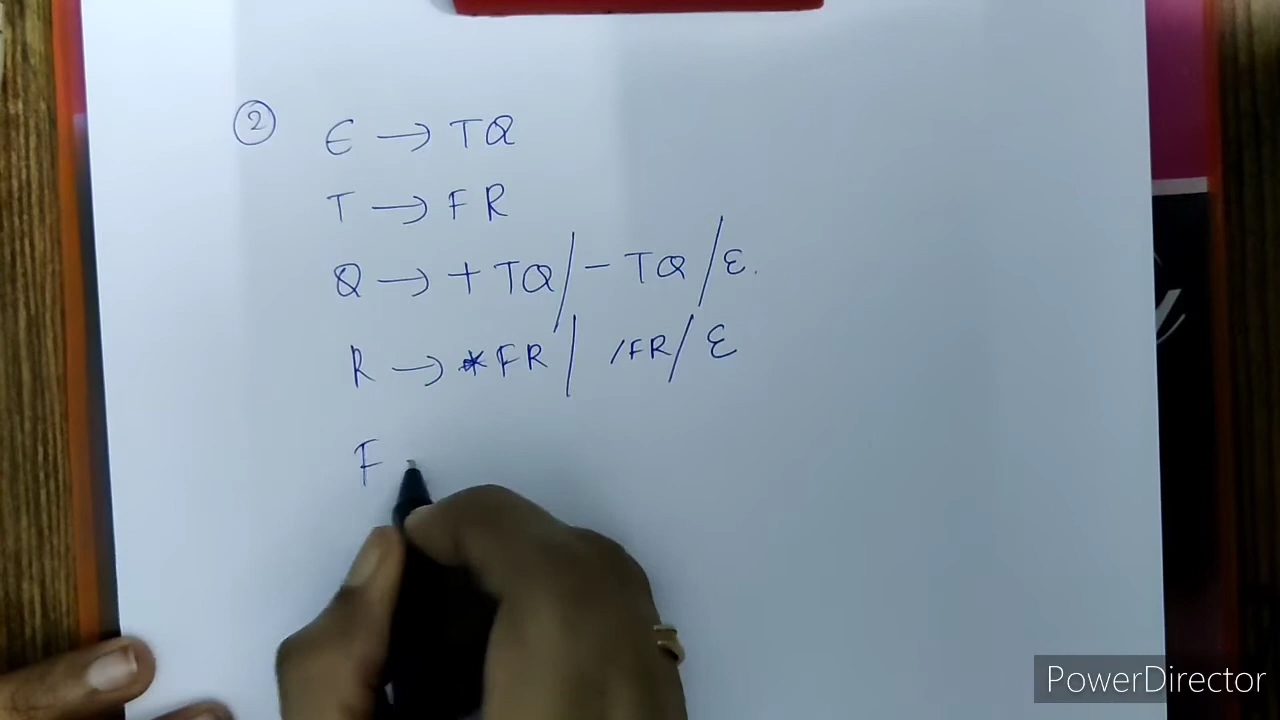 ② E → TQ
T → FR
Q → + TQ / - TQ / ε.
R → *FR / /FR / ε
F
PowerDirector